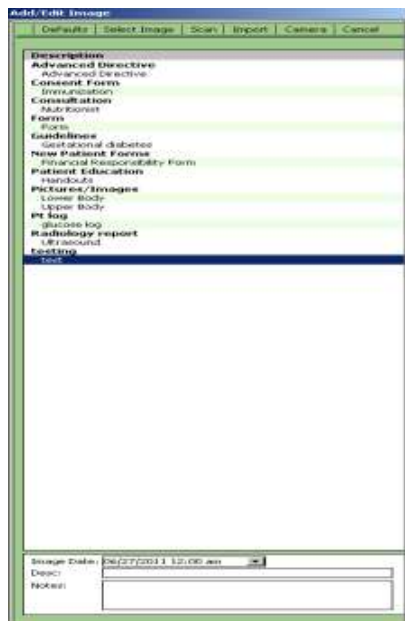 Add/Edit Image
Defaults | Select Image | Scan | Import | Camera | Cancel
Description
Advanced Directive
Advanced Directive
Consent Form
Immunization
Consultation
Nutritionist
Form
Form
Guidelines
Gestational diabetes
New Patient Forms
Financial Responsibility Form
Patient Education
Handouts
Pictures/Images
Lower Body
Upper Body
Pt log
glucose log
Radiology report
Ultrasound
testing
test
Image Date: 06/27/2011 12:00 am
Desc:
Notes: